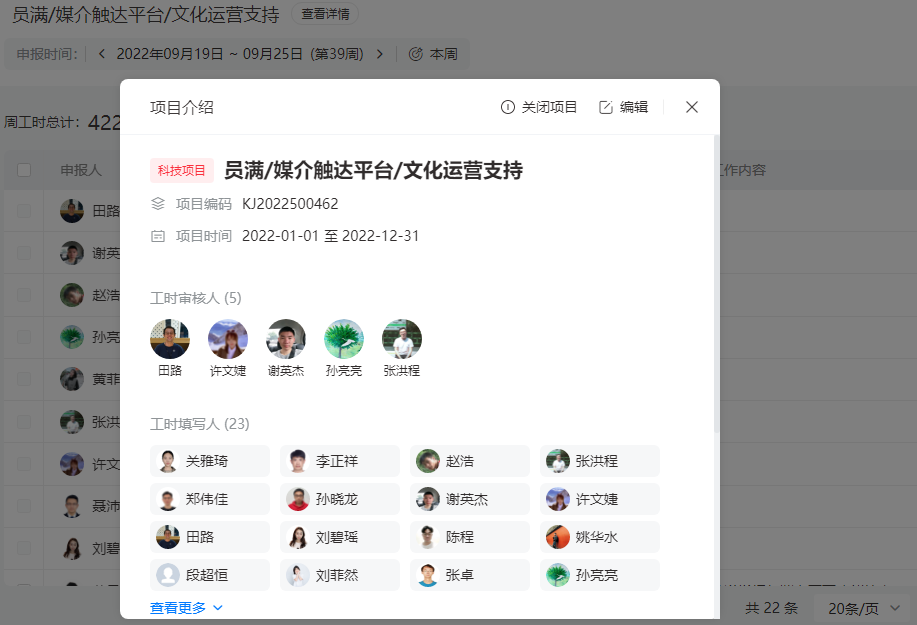 员满/媒介触达平台/文化运营支持 查看详情
申报时间: 2022年09月19日 ~ 09月25日 (第39周) 本周
周工时总计: 422
申报人 工作内容
田路
谢英
赵浩
孙亮
黄菲
张洪
许文
聂沛
刘碧
项目介绍 关闭项目 编辑
科技项目 员满/媒介触达平台/文化运营支持
项目编码 KJ2022500462
项目时间 2022-01-01 至 2022-12-31
工时审核人 (5)
田路 许文婕 谢英杰 孙亮亮 张洪程
工时填写人 (23)
关雅琦 李正祥 赵浩 张洪程
郑伟佳 孙晓龙 谢英杰 许文婕
田路 刘碧瑶 陈程 姚华水
段超恒 刘菲然 张卓 孙亮亮
查看更多
共 22 条 20条/页